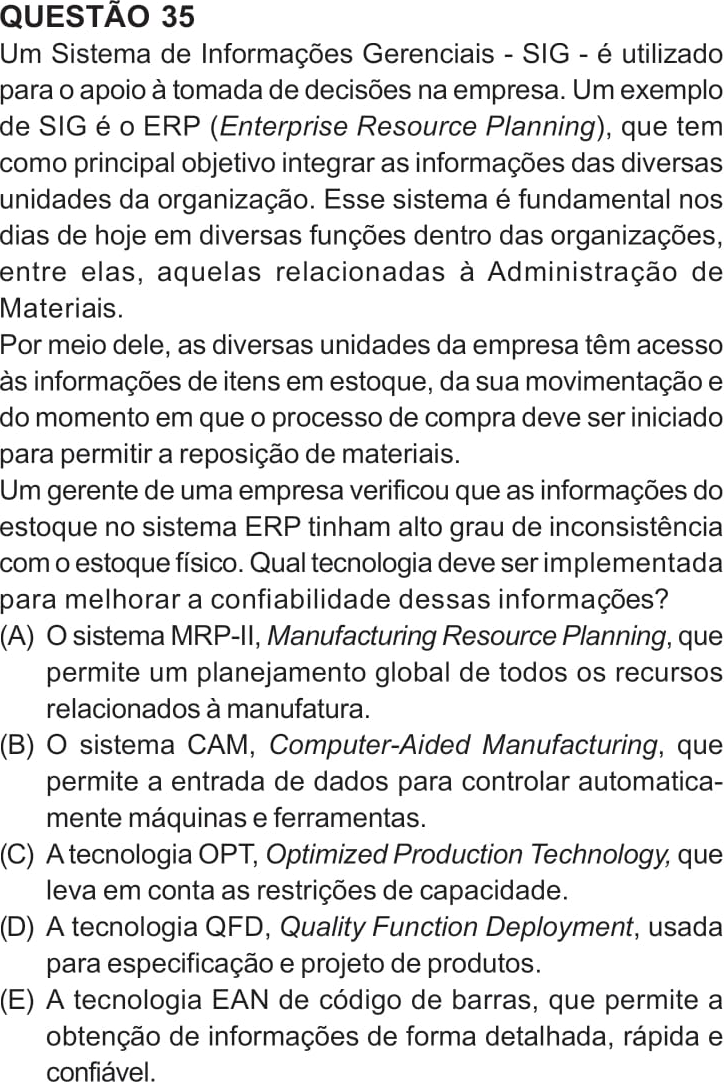 QUESTÃO 35
Um Sistema de Informações Gerenciais - SIG - é utilizado
para o apoio à tomada de decisões na empresa. Um exemplo
de SIG é o ERP (Enterprise Resource Planning), que tem
como principal objetivo integrar as informações das diversas
unidades da organização. Esse sistema é fundamental nos
dias de hoje em diversas funções dentro das organizações,
entre elas, aquelas relacionadas à Administração de
Materiais.
Por meio dele, as diversas unidades da empresa têm acesso
às informações de itens em estoque, da sua movimentação e
do momento em que o processo de compra deve ser iniciado
para permitir a reposição de materiais.
Um gerente de uma empresa verificou que as informações do
estoque no sistema ERP tinham alto grau de inconsistência
com o estoque físico. Qual tecnologia deve ser implementada
para melhorar a confiabilidade dessas informações?
(A) O sistema MRP-II, Manufacturing Resource Planning, que
permite um planejamento global de todos os recursos
relacionados à manufatura.
(B) O sistema CAM, Computer-Aided Manufacturing, que
permite a entrada de dados para controlar automatica-
mente máquinas e ferramentas.
(C) A tecnologia OPT, Optimized Production Technology, que
leva em conta as restrições de capacidade.
(D) A tecnologia QFD, Quality Function Deployment, usada
para especificação e projeto de produtos.
(E) A tecnologia EAN de código de barras, que permite a
obtenção de informações de forma detalhada, rápida e
confiável.